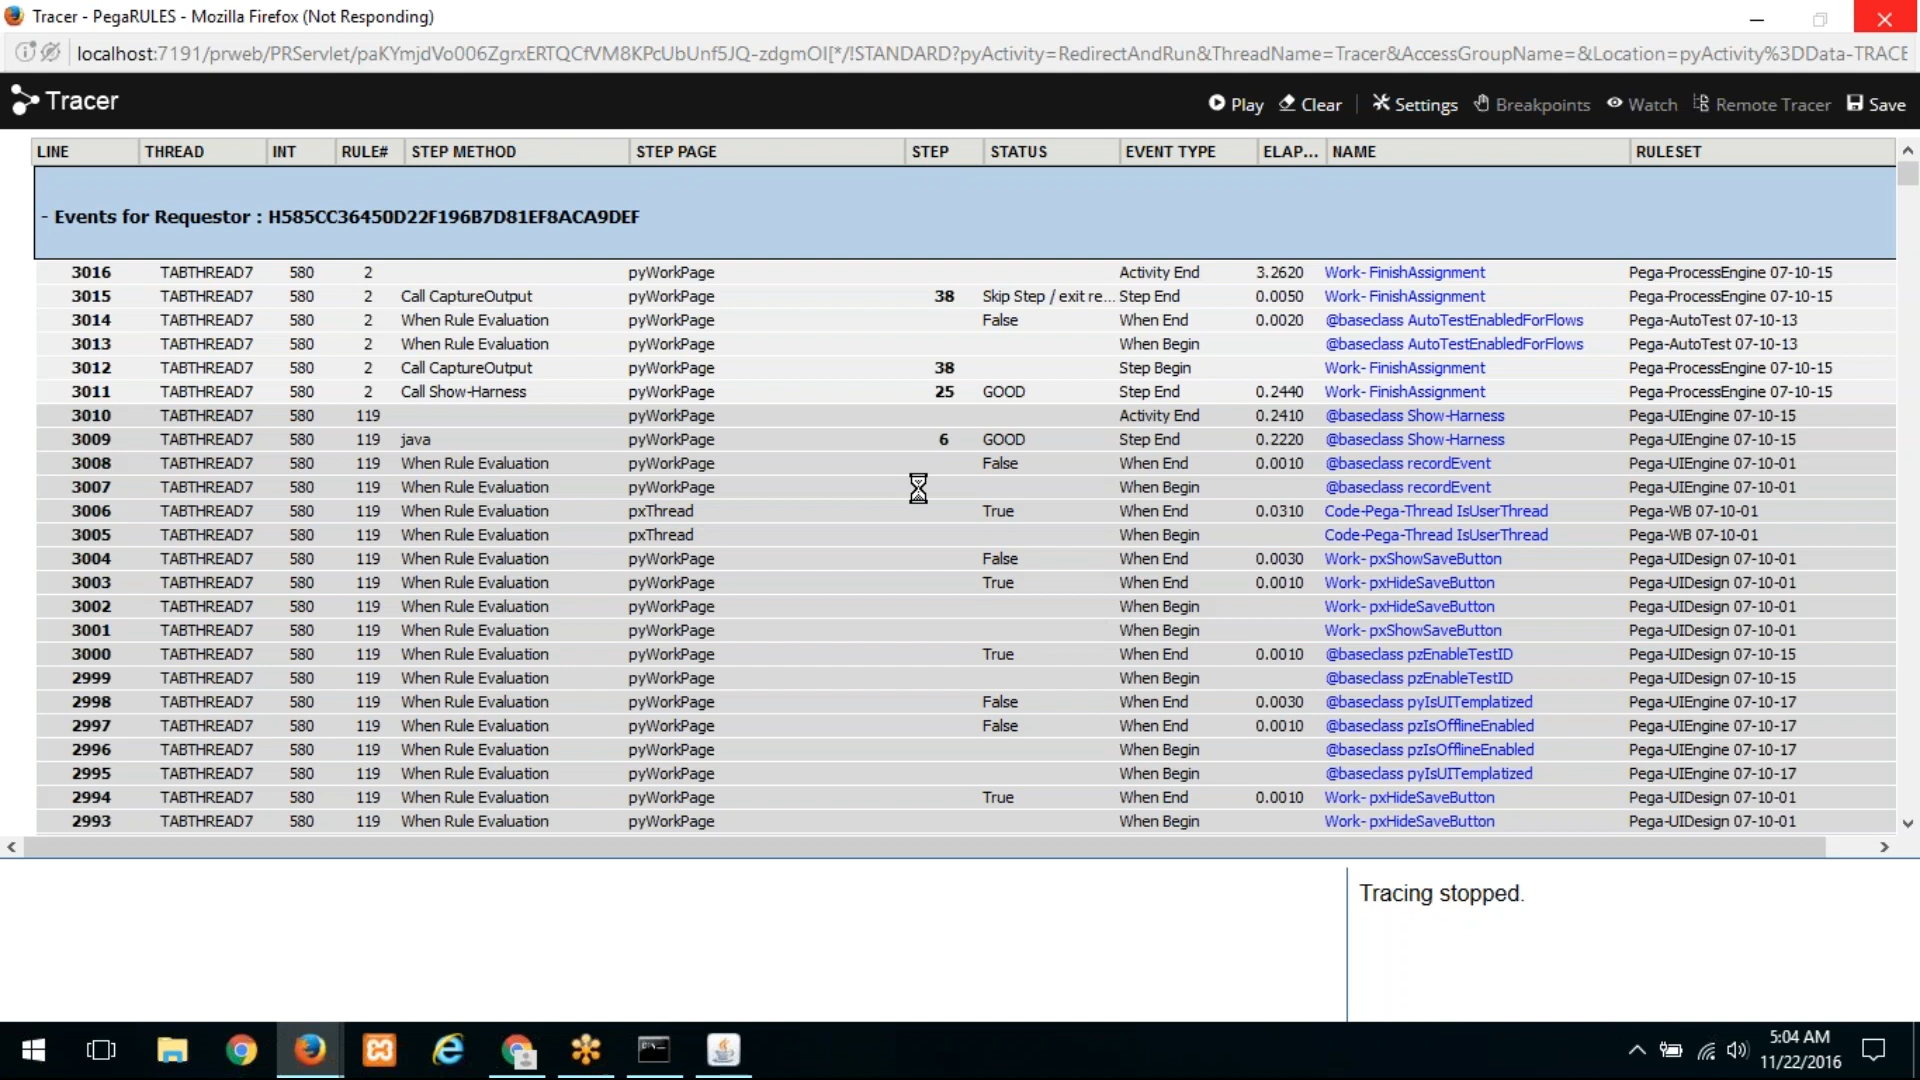 Tracer - PegaRULES - Mozilla Firefox (Not Responding)
localhost:7191/prweb/PRServlet/paKYmjdVo006ZgrxERTQCfVM8KPcUbUnf5JQ-zdgmOI[*/!STANDARD?pyActivity=RedirectAndRun&ThreadName=Tracer&AccessGroupName=&Location=pyActivity%3DData-TRACE
Tracer Play Clear Settings Breakpoints Watch Remote Tracer Save
LINE THREAD INT RULE# STEP METHOD STEP PAGE STEP STATUS EVENT TYPE ELAP... NAME RULESET
- Events for Requestor : H585CC36450D22F196B7D81EF8ACA9DEF
3016 TABTHREAD7 580 2 pyWorkPage Activity End 3.2620 Work- FinishAssignment Pega-ProcessEngine 07-10-15
3015 TABTHREAD7 580 2 Call CaptureOutput pyWorkPage 38 Skip Step / exit re... Step End 0.0050 Work- FinishAssignment Pega-ProcessEngine 07-10-15
3014 TABTHREAD7 580 2 When Rule Evaluation pyWorkPage False When End 0.0020 @baseclass AutoTestEnabledForFlows Pega-AutoTest 07-10-13
3013 TABTHREAD7 580 2 When Rule Evaluation pyWorkPage When Begin @baseclass AutoTestEnabledForFlows Pega-AutoTest 07-10-13
3012 TABTHREAD7 580 2 Call CaptureOutput pyWorkPage 38 Step Begin Work- FinishAssignment Pega-ProcessEngine 07-10-15
3011 TABTHREAD7 580 2 Call Show-Harness pyWorkPage 25 GOOD Step End 0.2440 Work- FinishAssignment Pega-ProcessEngine 07-10-15
3010 TABTHREAD7 580 119 pyWorkPage Activity End 0.2410 @baseclass Show-Harness Pega-UIEngine 07-10-15
3009 TABTHREAD7 580 119 java pyWorkPage 6 GOOD Step End 0.2220 @baseclass Show-Harness Pega-UIEngine 07-10-15
3008 TABTHREAD7 580 119 When Rule Evaluation pyWorkPage False When End 0.0010 @baseclass recordEvent Pega-UIEngine 07-10-01
3007 TABTHREAD7 580 119 When Rule Evaluation pyWorkPage When Begin @baseclass recordEvent Pega-UIEngine 07-10-01
3006 TABTHREAD7 580 119 When Rule Evaluation pxThread True When End 0.0310 Code-Pega-Thread IsUserThread Pega-WB 07-10-01
3005 TABTHREAD7 580 119 When Rule Evaluation pxThread When Begin Code-Pega-Thread IsUserThread Pega-WB 07-10-01
3004 TABTHREAD7 580 119 When Rule Evaluation pyWorkPage False When End 0.0030 Work- pxShowSaveButton Pega-UIDesign 07-10-01
3003 TABTHREAD7 580 119 When Rule Evaluation pyWorkPage True When End 0.0010 Work- pxHideSaveButton Pega-UIDesign 07-10-01
3002 TABTHREAD7 580 119 When Rule Evaluation pyWorkPage When Begin Work- pxHideSaveButton Pega-UIDesign 07-10-01
3001 TABTHREAD7 580 119 When Rule Evaluation pyWorkPage When Begin Work- pxShowSaveButton Pega-UIDesign 07-10-01
3000 TABTHREAD7 580 119 When Rule Evaluation pyWorkPage True When End 0.0010 @baseclass pzEnableTestID Pega-UIDesign 07-10-15
2999 TABTHREAD7 580 119 When Rule Evaluation pyWorkPage When Begin @baseclass pzEnableTestID Pega-UIDesign 07-10-15
2998 TABTHREAD7 580 119 When Rule Evaluation pyWorkPage False When End 0.0030 @baseclass pyIsUITemplatized Pega-UIEngine 07-10-17
2997 TABTHREAD7 580 119 When Rule Evaluation pyWorkPage False When End 0.0010 @baseclass pzIsOfflineEnabled Pega-UIEngine 07-10-17
2996 TABTHREAD7 580 119 When Rule Evaluation pyWorkPage When Begin @baseclass pzIsOfflineEnabled Pega-UIEngine 07-10-17
2995 TABTHREAD7 580 119 When Rule Evaluation pyWorkPage When Begin @baseclass pyIsUITemplatized Pega-UIEngine 07-10-17
2994 TABTHREAD7 580 119 When Rule Evaluation pyWorkPage True When End 0.0010 Work- pxHideSaveButton Pega-UIDesign 07-10-01
2993 TABTHREAD7 580 119 When Rule Evaluation pyWorkPage When Begin Work- pxHideSaveButton Pega-UIDesign 07-10-01
Tracing stopped.
5:04 AM
11/22/2016